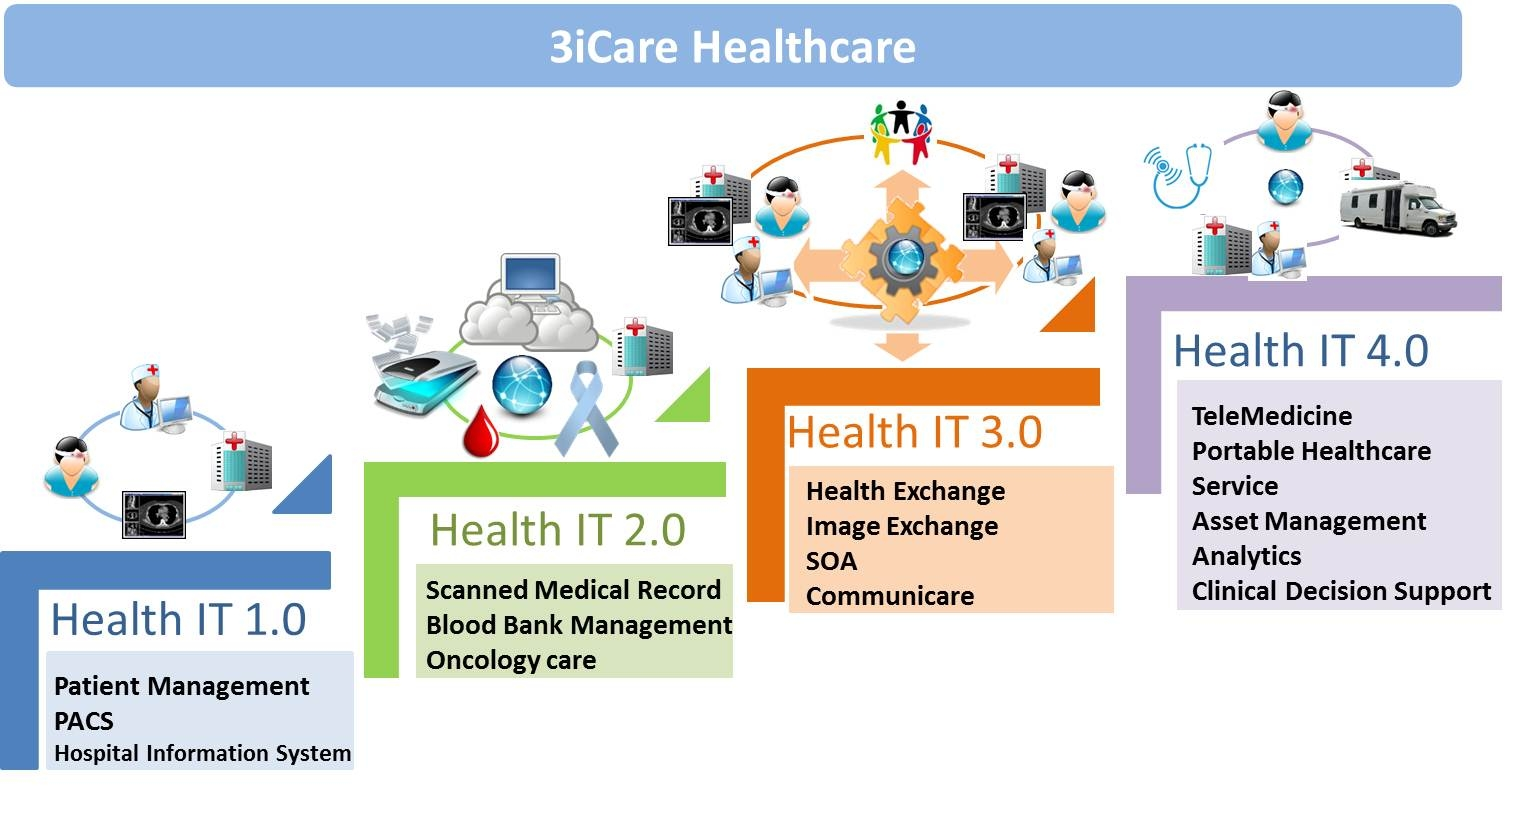 3iCare Healthcare
Health IT 1.0
Patient Management
PACS
Hospital Information System
Health IT 2.0
Scanned Medical Record
Blood Bank Management
Oncology care
Health IT 3.0
Health Exchange
Image Exchange
SOA
Communicare
Health IT 4.0
TeleMedicine
Portable Healthcare
Service
Asset Management
Analytics
Clinical Decision Support